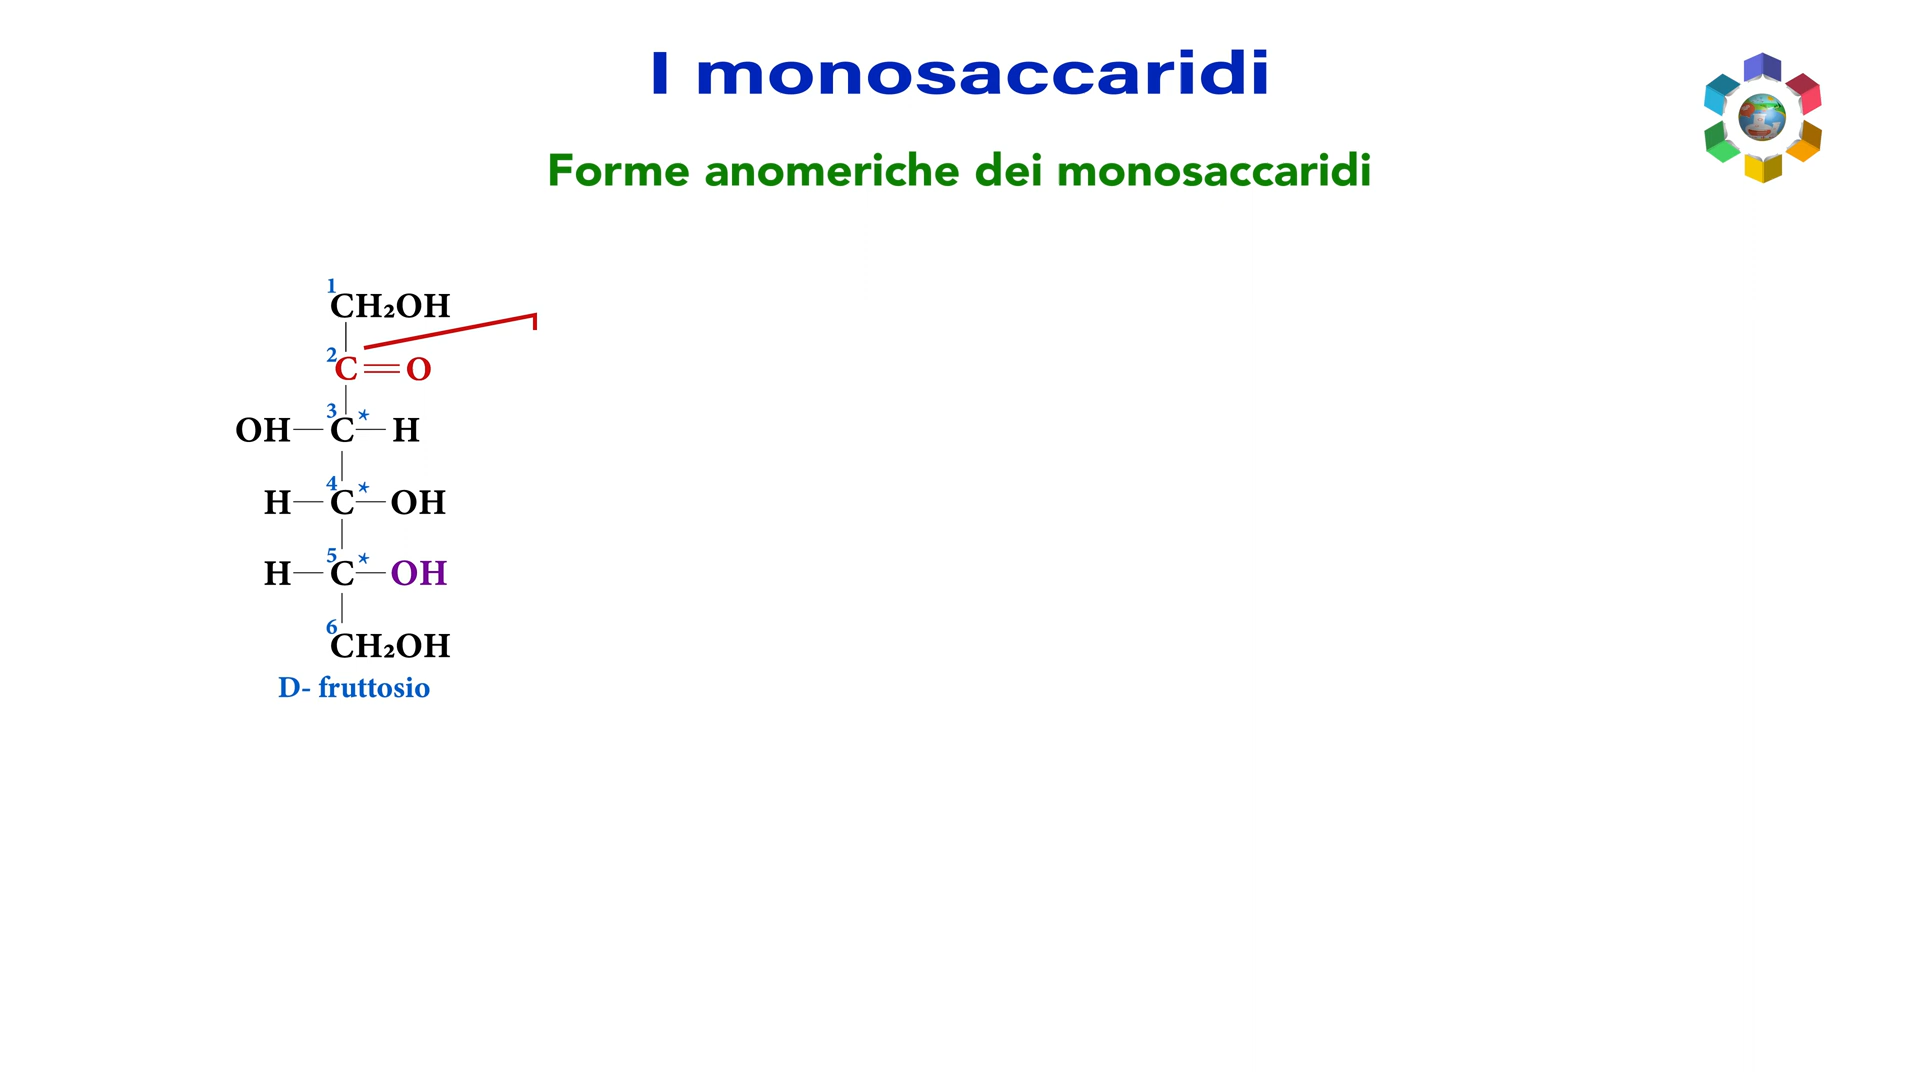 I monosaccaridi
Forme anomeriche dei monosaccaridi
1
CH₂OH
2
C=O
3 *
OH—C—H
4 *
H—C—OH
5 *
H—C—OH
6
CH₂OH
D- fruttosio